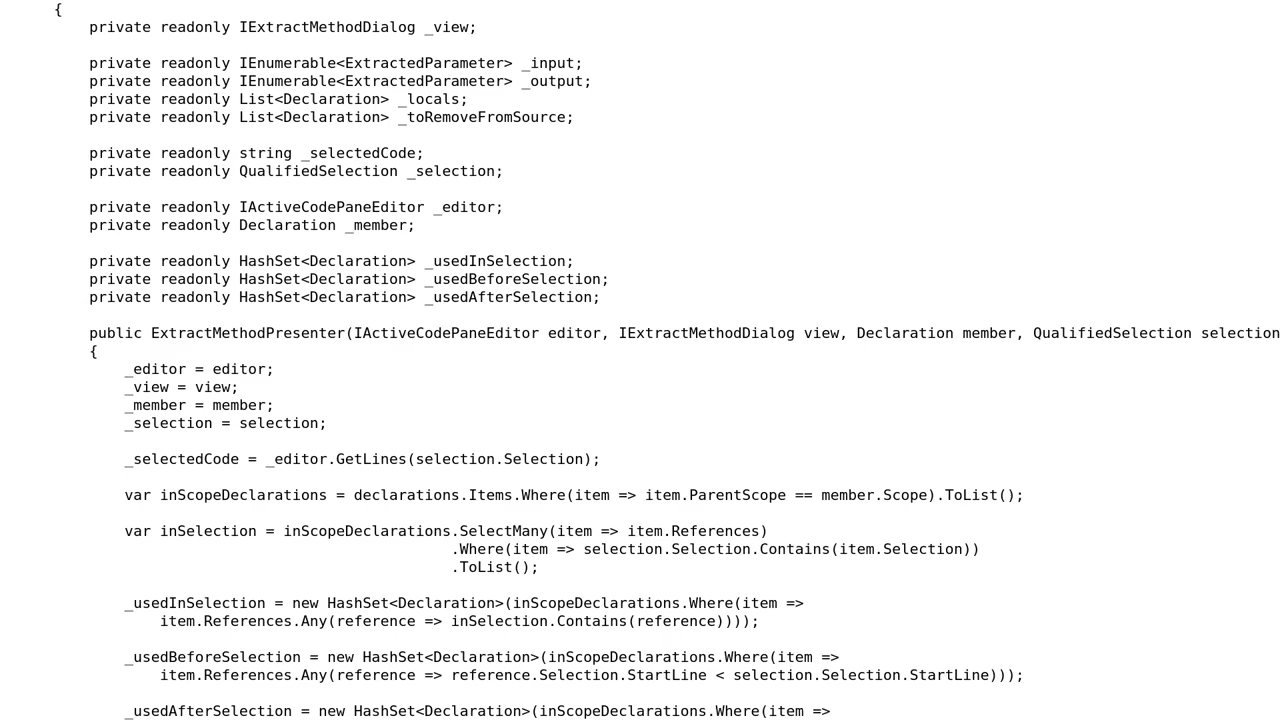 {
    private readonly IExtractMethodDialog _view;

    private readonly IEnumerable<ExtractedParameter> _input;
    private readonly IEnumerable<ExtractedParameter> _output;
    private readonly List<Declaration> _locals;
    private readonly List<Declaration> _toRemoveFromSource;

    private readonly string _selectedCode;
    private readonly QualifiedSelection _selection;

    private readonly IActiveCodePaneEditor _editor;
    private readonly Declaration _member;

    private readonly HashSet<Declaration> _usedInSelection;
    private readonly HashSet<Declaration> _usedBeforeSelection;
    private readonly HashSet<Declaration> _usedAfterSelection;

    public ExtractMethodPresenter(IActiveCodePaneEditor editor, IExtractMethodDialog view, Declaration member, QualifiedSelection selection
    {
        _editor = editor;
        _view = view;
        _member = member;
        _selection = selection;

        _selectedCode = _editor.GetLines(selection.Selection);

        var inScopeDeclarations = declarations.Items.Where(item => item.ParentScope == member.Scope).ToList();

        var inSelection = inScopeDeclarations.SelectMany(item => item.References)
                                             .Where(item => selection.Selection.Contains(item.Selection))
                                             .ToList();

        _usedInSelection = new HashSet<Declaration>(inScopeDeclarations.Where(item =>
            item.References.Any(reference => inSelection.Contains(reference))));

        _usedBeforeSelection = new HashSet<Declaration>(inScopeDeclarations.Where(item =>
            item.References.Any(reference => reference.Selection.StartLine < selection.Selection.StartLine)));

        _usedAfterSelection = new HashSet<Declaration>(inScopeDeclarations.Where(item =>